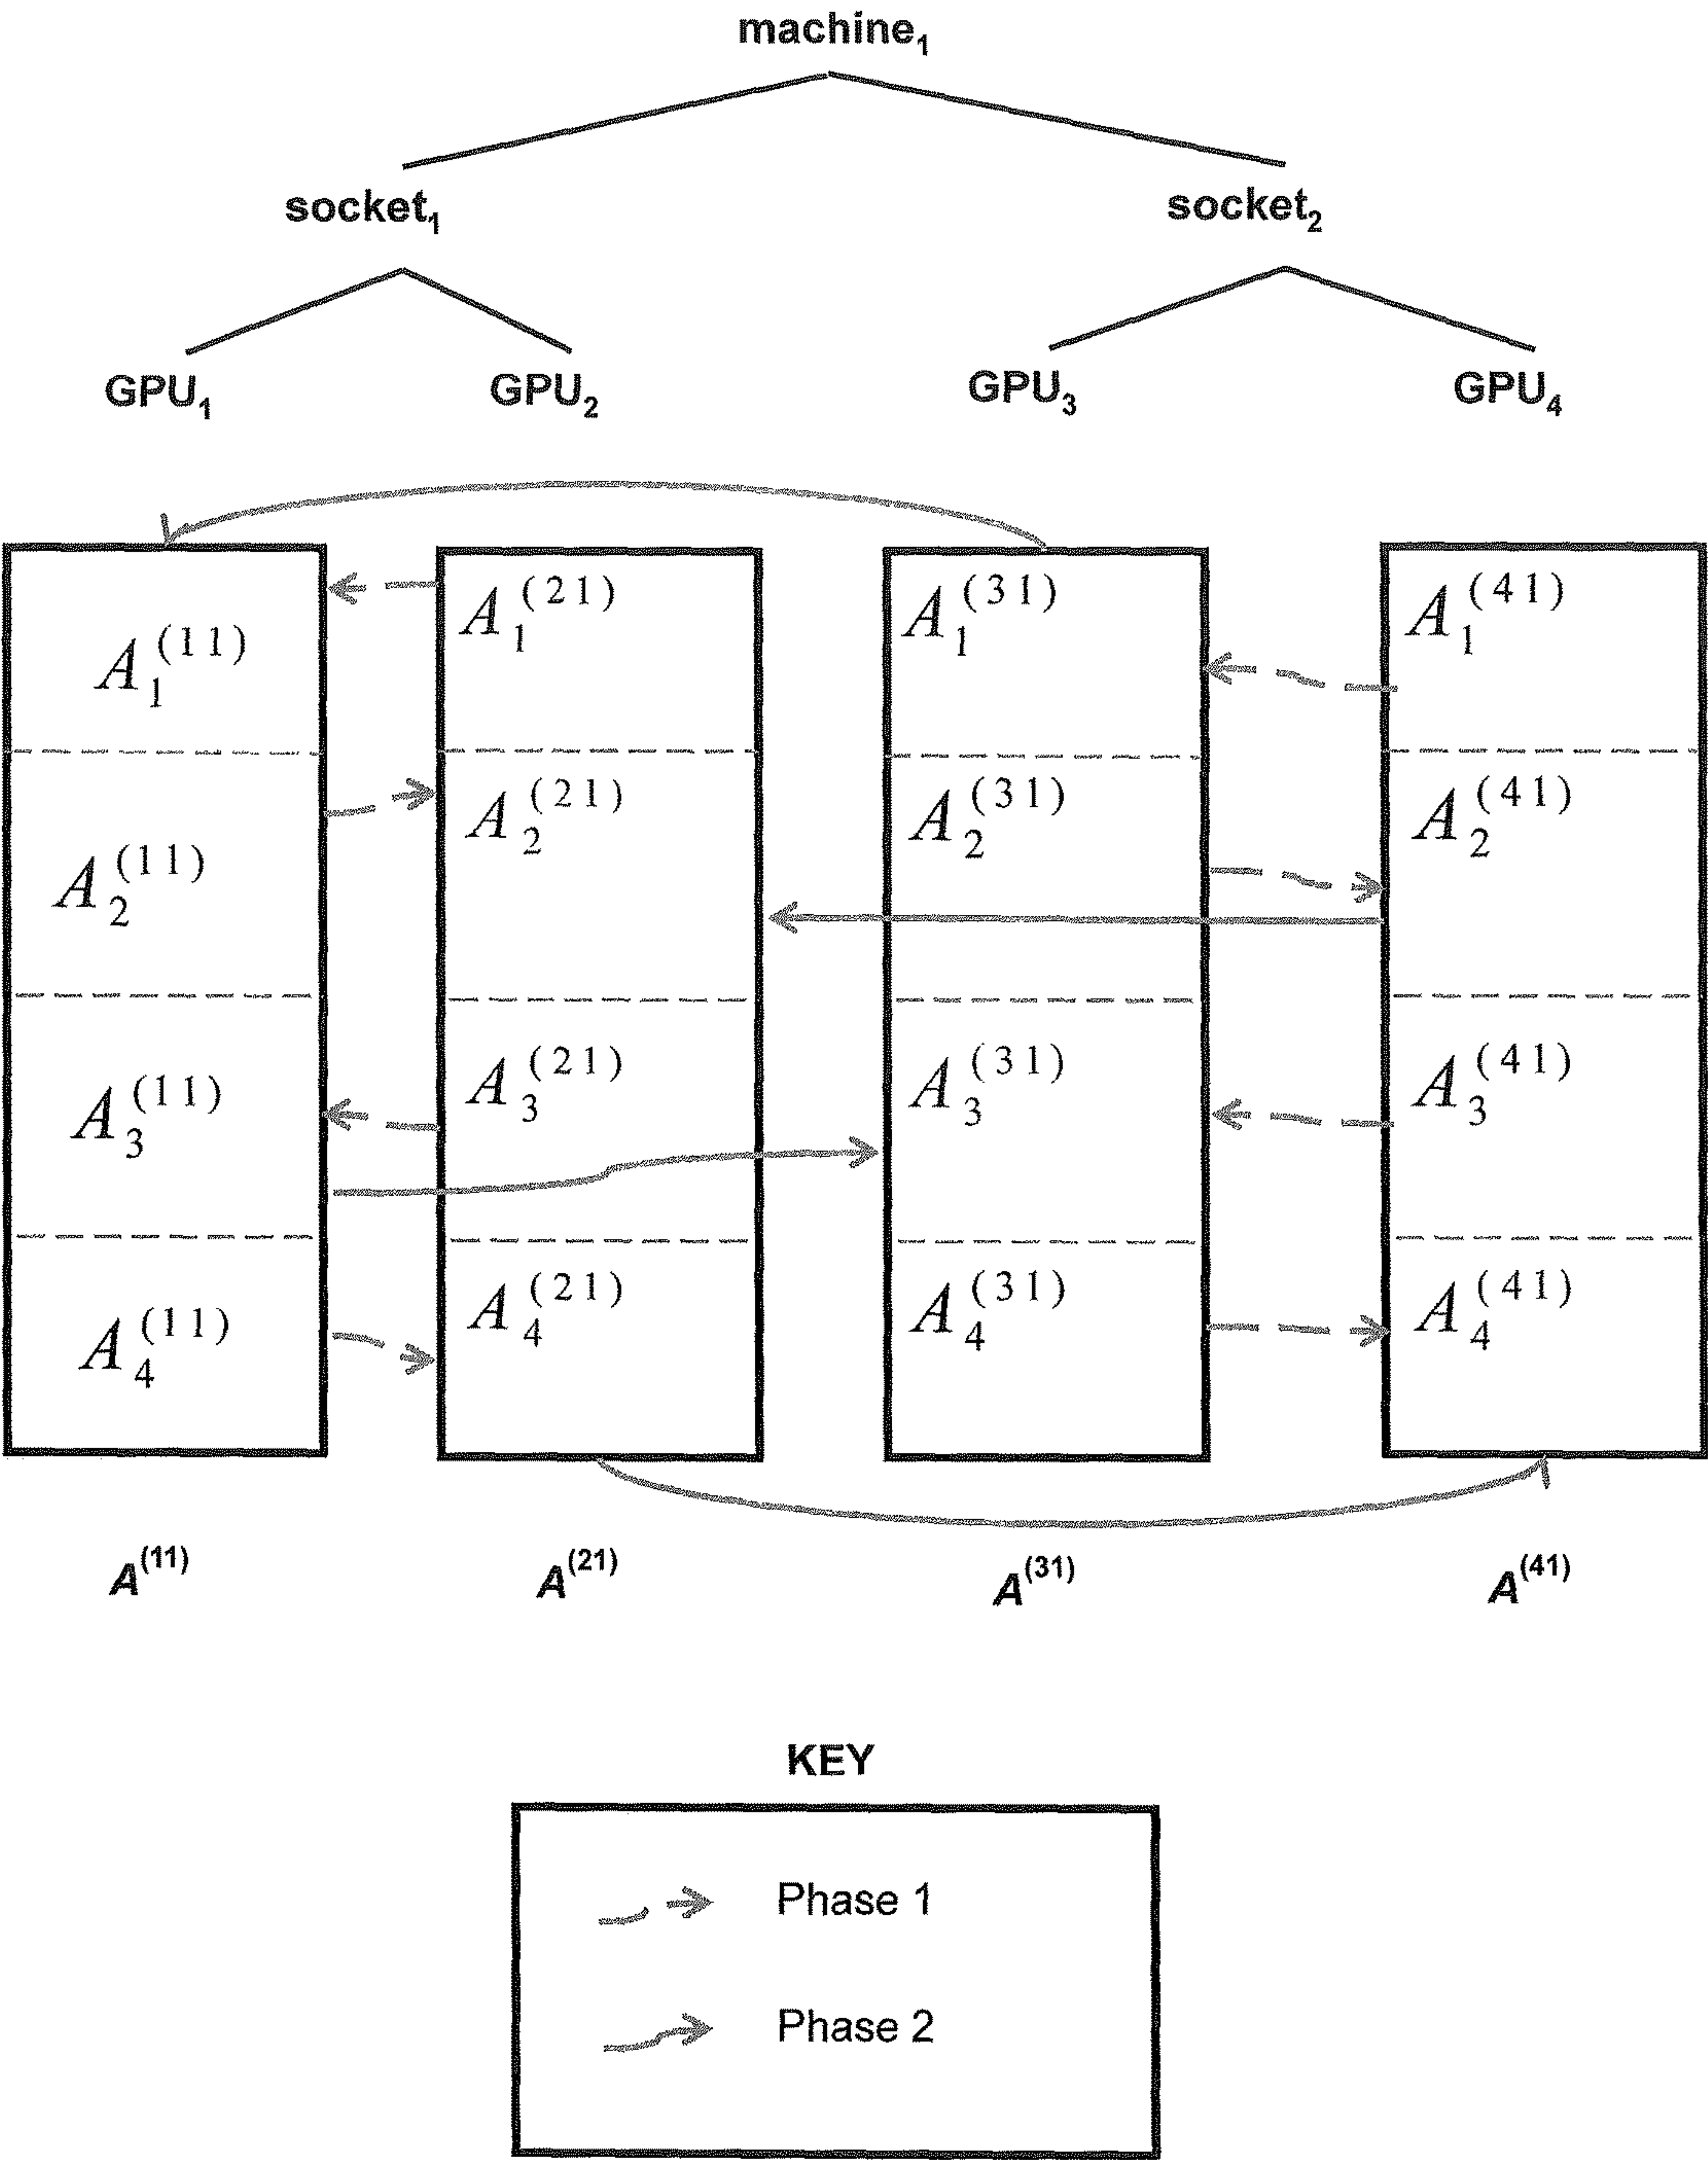 machine₁
socket₁ socket₂
GPU₁ GPU₂ GPU₃ GPU₄
A₁⁽¹¹⁾ A₁⁽²¹⁾ A₁⁽³¹⁾ A₁⁽⁴¹⁾
A₂⁽¹¹⁾ A₂⁽²¹⁾ A₂⁽³¹⁾ A₂⁽⁴¹⁾
A₃⁽¹¹⁾ A₃⁽²¹⁾ A₃⁽³¹⁾ A₃⁽⁴¹⁾
A₄⁽¹¹⁾ A₄⁽²¹⁾ A₄⁽³¹⁾ A₄⁽⁴¹⁾
A⁽¹¹⁾ A⁽²¹⁾ A⁽³¹⁾ A⁽⁴¹⁾
KEY
Phase 1
Phase 2